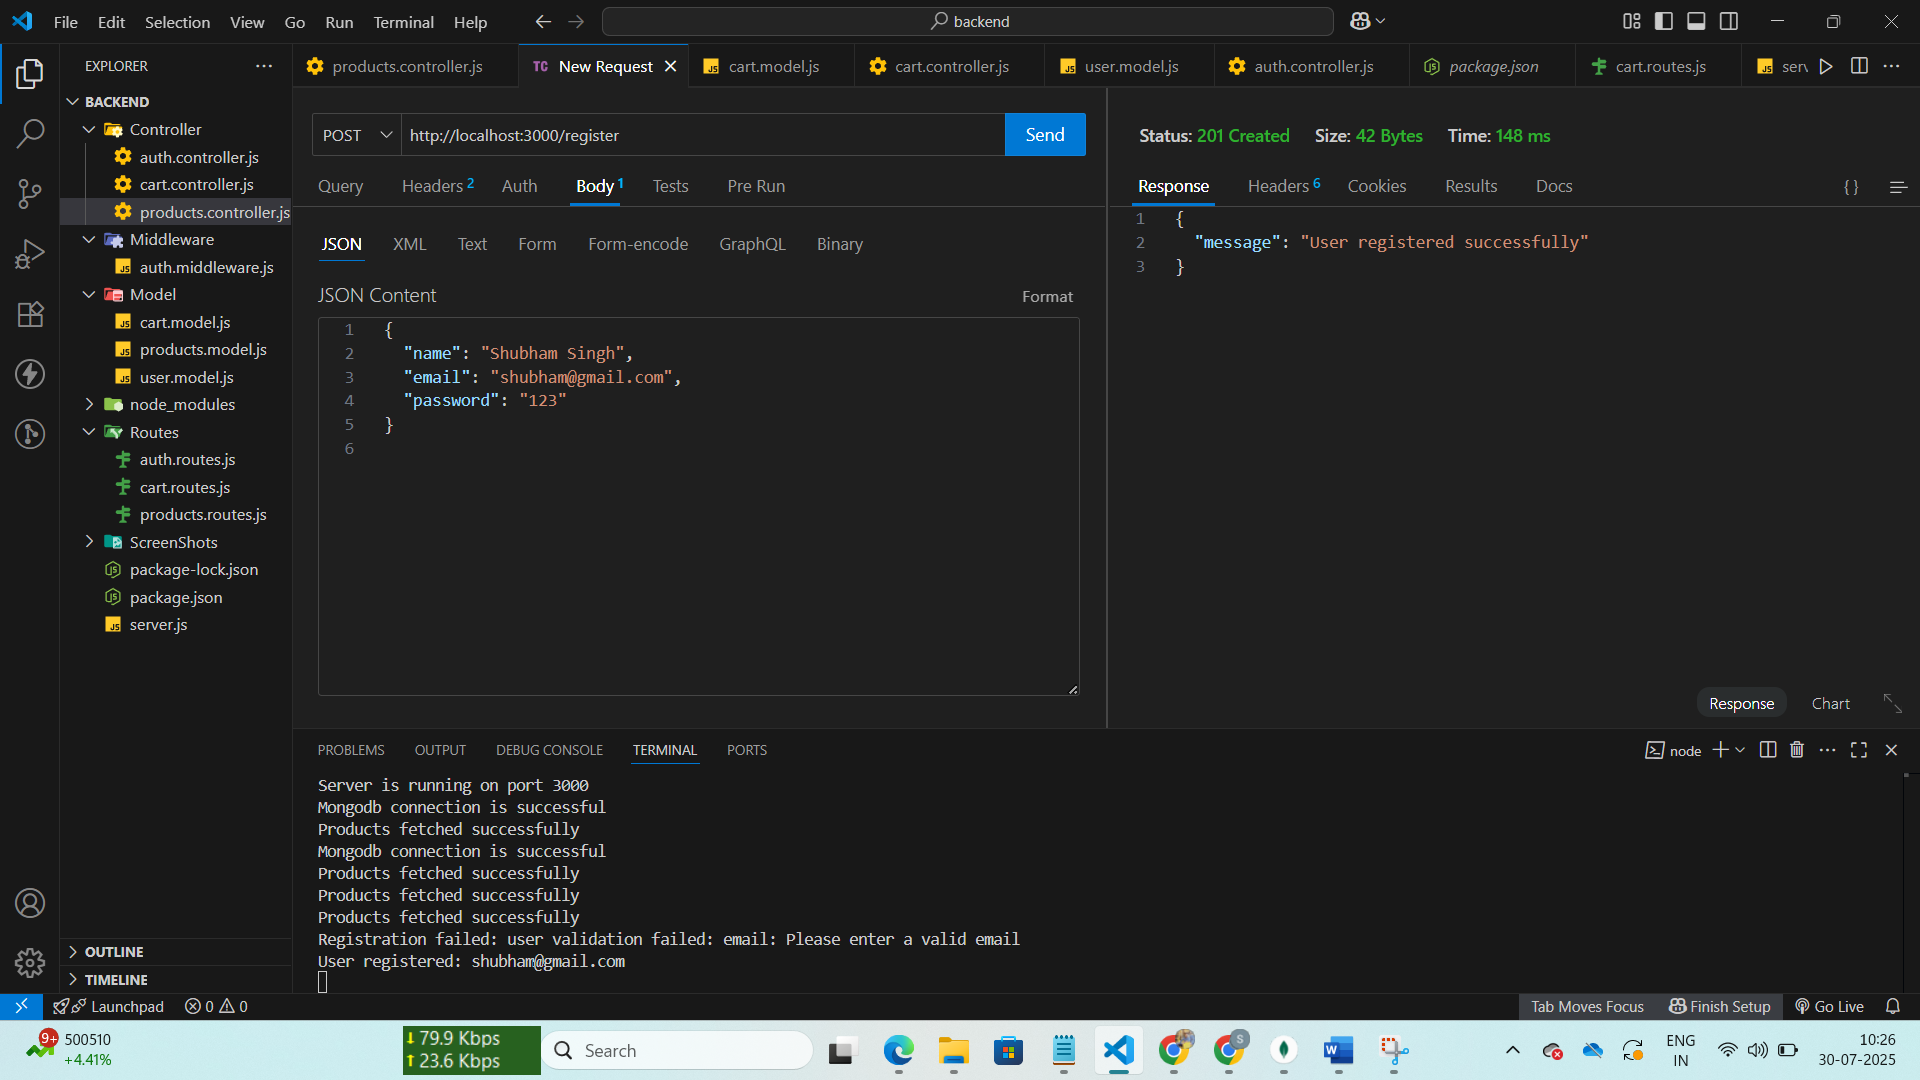 File Edit Selection View Go Run Terminal Help
backend
EXPLORER
BACKEND
Controller
auth.controller.js
cart.controller.js
products.controller.js
Middleware
auth.middleware.js
Model
cart.model.js
products.model.js
user.model.js
node_modules
Routes
auth.routes.js
cart.routes.js
products.routes.js
ScreenShots
package-lock.json
package.json
server.js
OUTLINE
TIMELINE
products.controller.js
TC New Request
cart.model.js
cart.controller.js
user.model.js
auth.controller.js
package.json
cart.routes.js
serv
POST http://localhost:3000/register Send
Query Headers 2 Auth Body 1 Tests Pre Run
JSON XML Text Form Form-encode GraphQL Binary
JSON Content Format
1 {
2 "name": "Shubham Singh",
3 "email": "shubham@gmail.com",
4 "password": "123"
5 }
6
Status: 201 Created Size: 42 Bytes Time: 148 ms
Response Headers 6 Cookies Results Docs { }
1 {
2 "message": "User registered successfully"
3 }
Response Chart
PROBLEMS OUTPUT DEBUG CONSOLE TERMINAL PORTS
node
Server is running on port 3000
Mongodb connection is successful
Products fetched successfully
Mongodb connection is successful
Products fetched successfully
Products fetched successfully
Products fetched successfully
Registration failed: user validation failed: email: Please enter a valid email
User registered: shubham@gmail.com
Launchpad 0 0
Tab Moves Focus Finish Setup Go Live
9+ 500510
+4.41%
79.9 Kbps
23.6 Kbps
Search
ENG
IN
10:26
30-07-2025